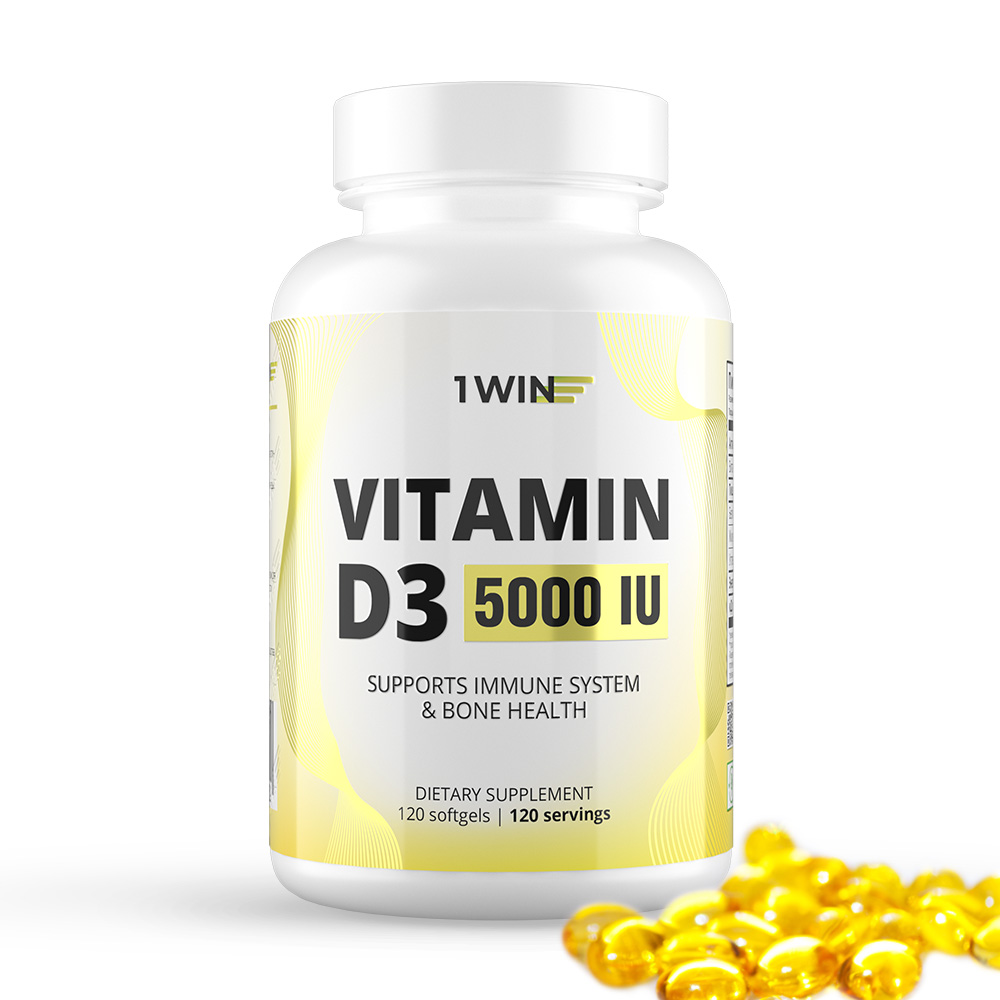 1WIN
VITAMIN
D3 5000 IU
SUPPORTS IMMUNE SYSTEM
& BONE HEALTH
DIETARY SUPPLEMENT
120 softgels | 120 servings